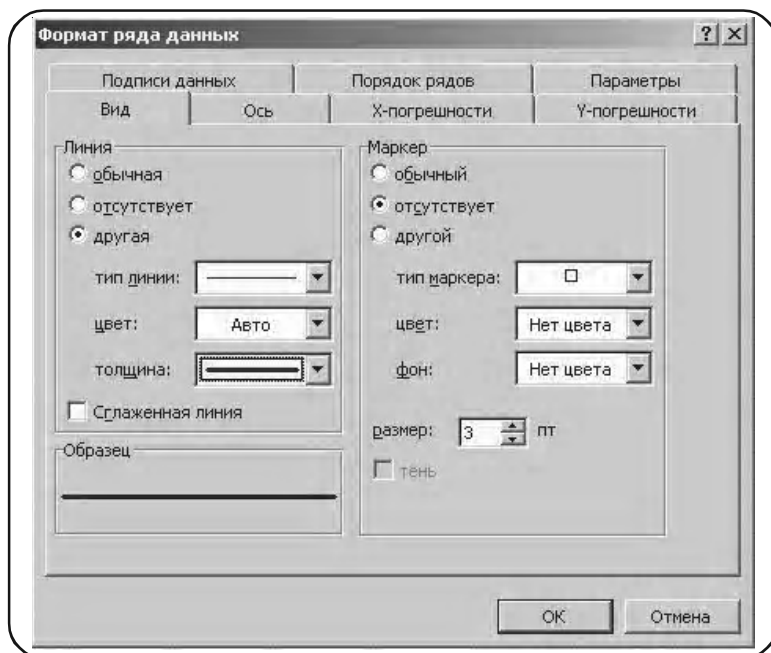 Формат ряда данных
Подписи данных Порядок рядов Параметры
Вид Ось X-погрешности Y-погрешности
Линия
обычная
отсутствует
другая
тип линии:
цвет: Авто
толщина:
Сглаженная линия
Образец
Маркер
обычный
отсутствует
другой
тип маркера:
цвет: Нет цвета
фон: Нет цвета
размер: 3 пт
тень
ОК Отмена